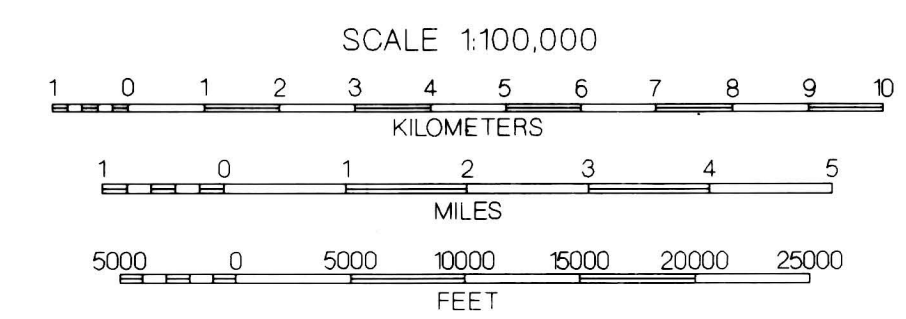 SCALE 1:100,000
1 0 1 2 3 4 5 6 7 8 9 10
KILOMETERS
1 0 1 2 3 4 5
MILES
5000 0 5000 10000 15000 20000 25000
FEET